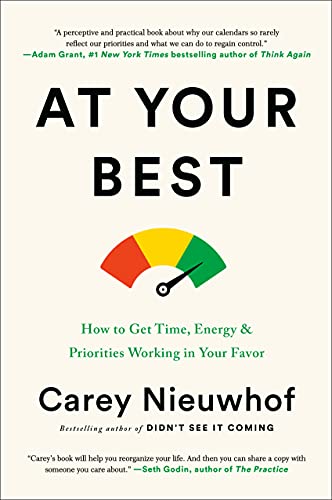 "A perceptive and practical book about why our calendars so rarely
reflect our priorities and what we can do to regain control."
—Adam Grant, #1 New York Times bestselling author of Think Again
AT YOUR
BEST
How to Get Time, Energy &
Priorities Working in Your Favor
Carey Nieuwhof
Bestselling author of DIDN'T SEE IT COMING
"Carey's book will help you reorganize your life. And then you can share a copy with
someone you care about." —Seth Godin, author of The Practice